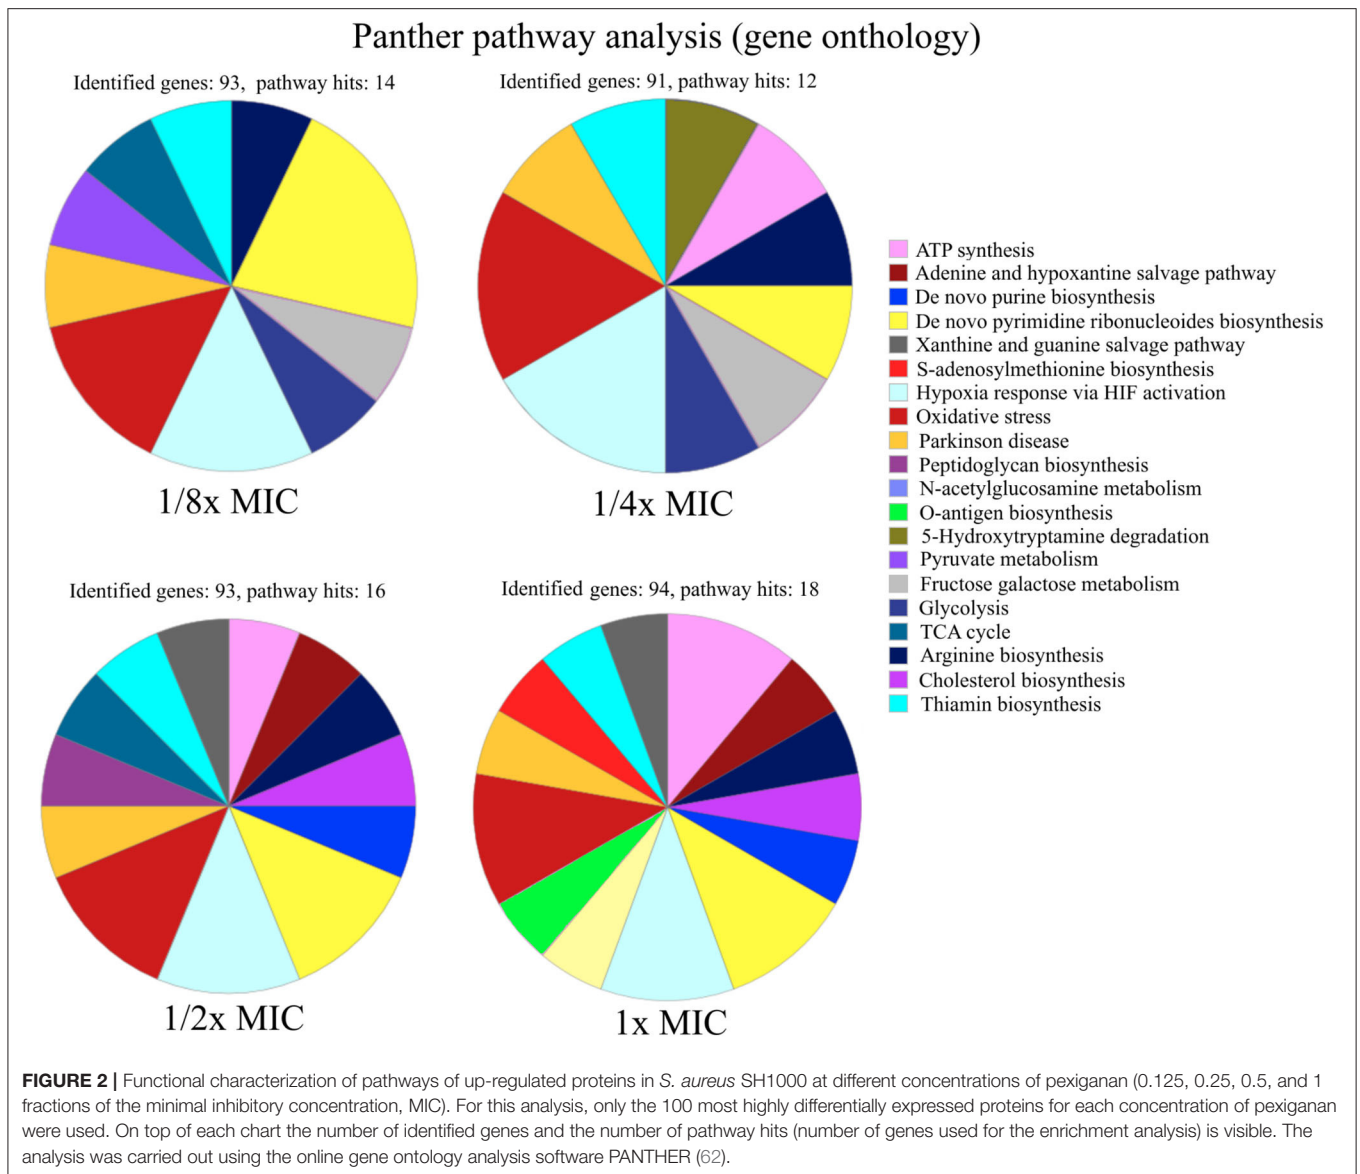 Panther pathway analysis (gene onthology)
Identified genes: 93, pathway hits: 14
Identified genes: 91, pathway hits: 12
1/8x MIC
1/4x MIC
ATP synthesis
Adenine and hypoxantine salvage pathway
De novo purine biosynthesis
De novo pyrimidine ribonucleoides biosynthesis
Xanthine and guanine salvage pathway
S-adenosylmethionine biosynthesis
Hypoxia response via HIF activation
Oxidative stress
Parkinson disease
Peptidoglycan biosynthesis
N-acetylglucosamine metabolism
O-antigen biosynthesis
5-Hydroxytryptamine degradation
Pyruvate metabolism
Fructose galactose metabolism
Glycolysis
TCA cycle
Arginine biosynthesis
Cholesterol biosynthesis
Thiamin biosynthesis
Identified genes: 93, pathway hits: 16
Identified genes: 94, pathway hits: 18
1/2x MIC
1x MIC
FIGURE 2 | Functional characterization of pathways of up-regulated proteins in S. aureus SH1000 at different concentrations of pexiganan (0.125, 0.25, 0.5, and 1
fractions of the minimal inhibitory concentration, MIC). For this analysis, only the 100 most highly differentially expressed proteins for each concentration of pexiganan
were used. On top of each chart the number of identified genes and the number of pathway hits (number of genes used for the enrichment analysis) is visible. The
analysis was carried out using the online gene ontology analysis software PANTHER (62).